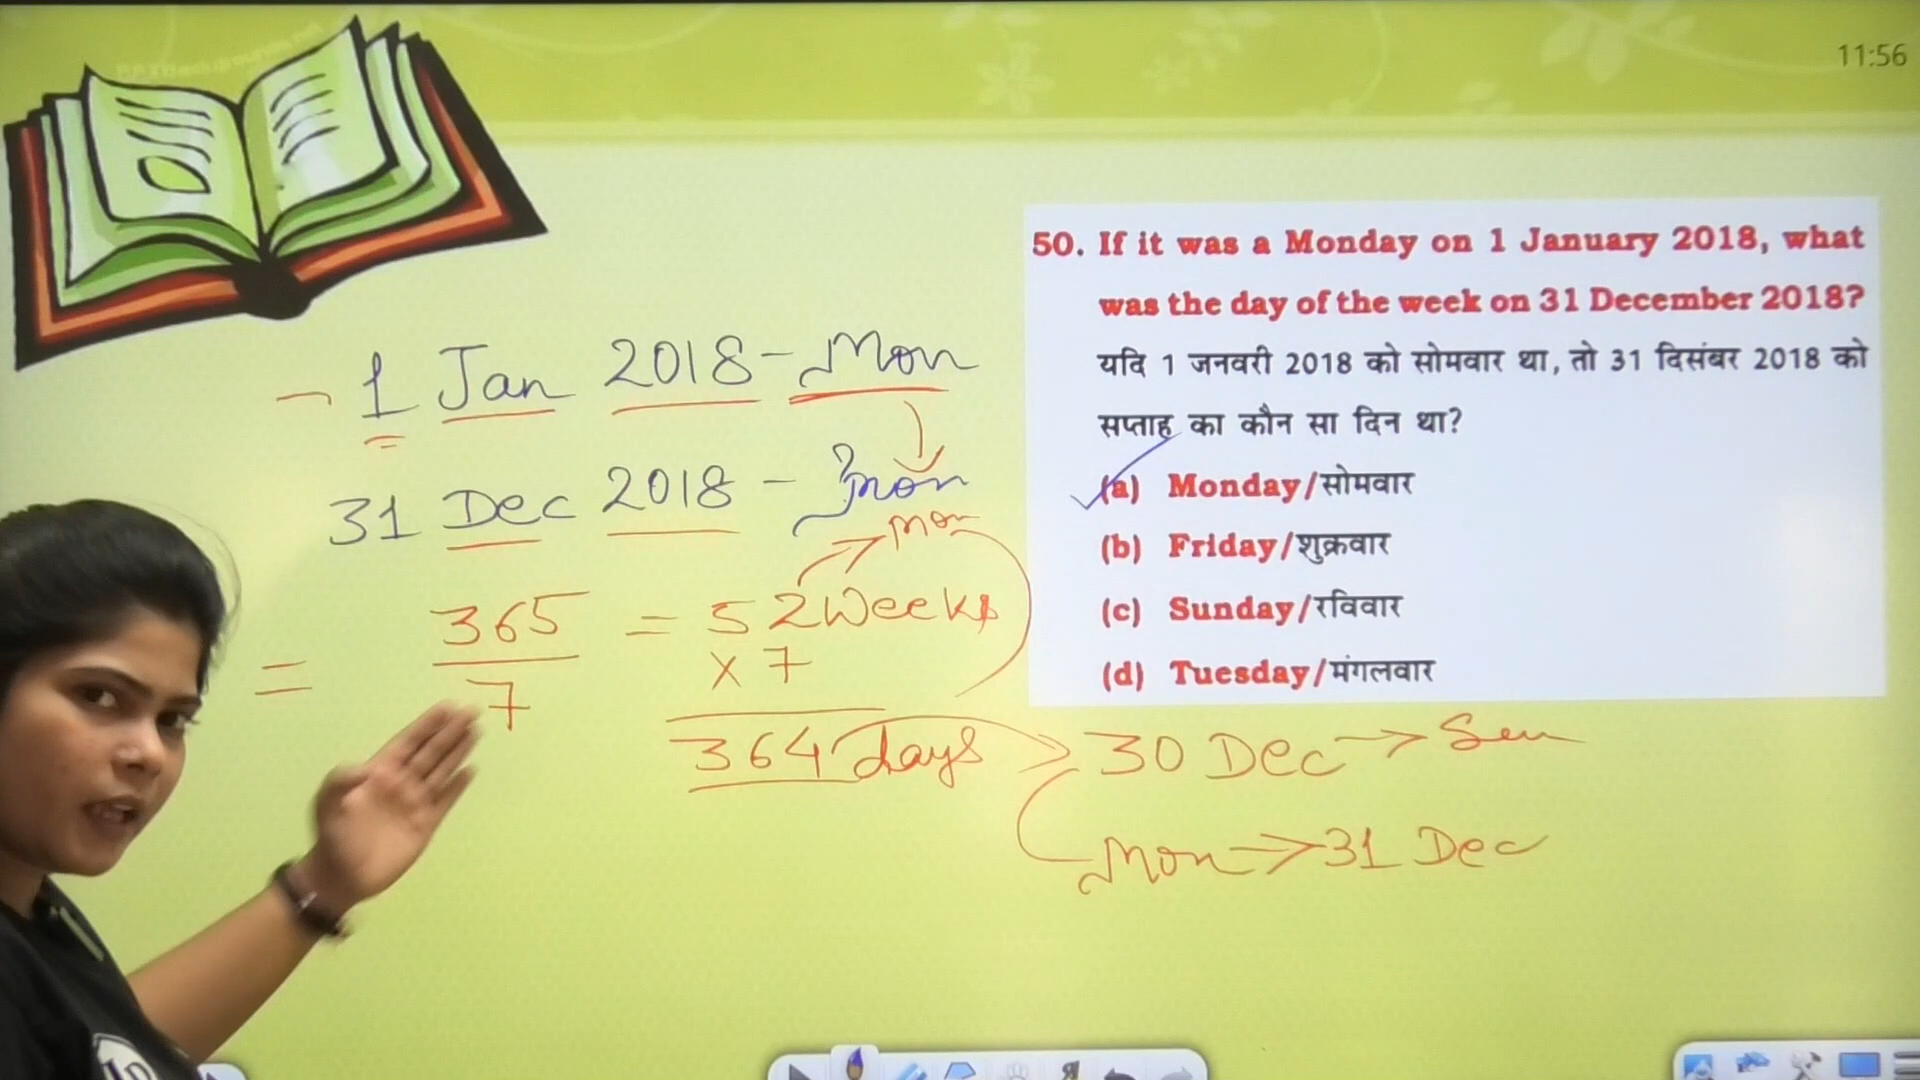 11:56
50. If it was a Monday on 1 January 2018, what
was the day of the week on 31 December 2018?
यदि 1 जनवरी 2018 को सोमवार था, तो 31 दिसंबर 2018 को
सप्ताह का कौन सा दिन था?
(a) Monday/सोमवार
(b) Friday/शुक्रवार
(c) Sunday/रविवार
(d) Tuesday/मंगलवार
1 Jan 2018 - Mon
31 Dec 2018 - ? Mon
Mon
= 365 / 7 = 52 Weeks
x 7
364 days → 30 Dec → Sun
Mon → 31 Dec